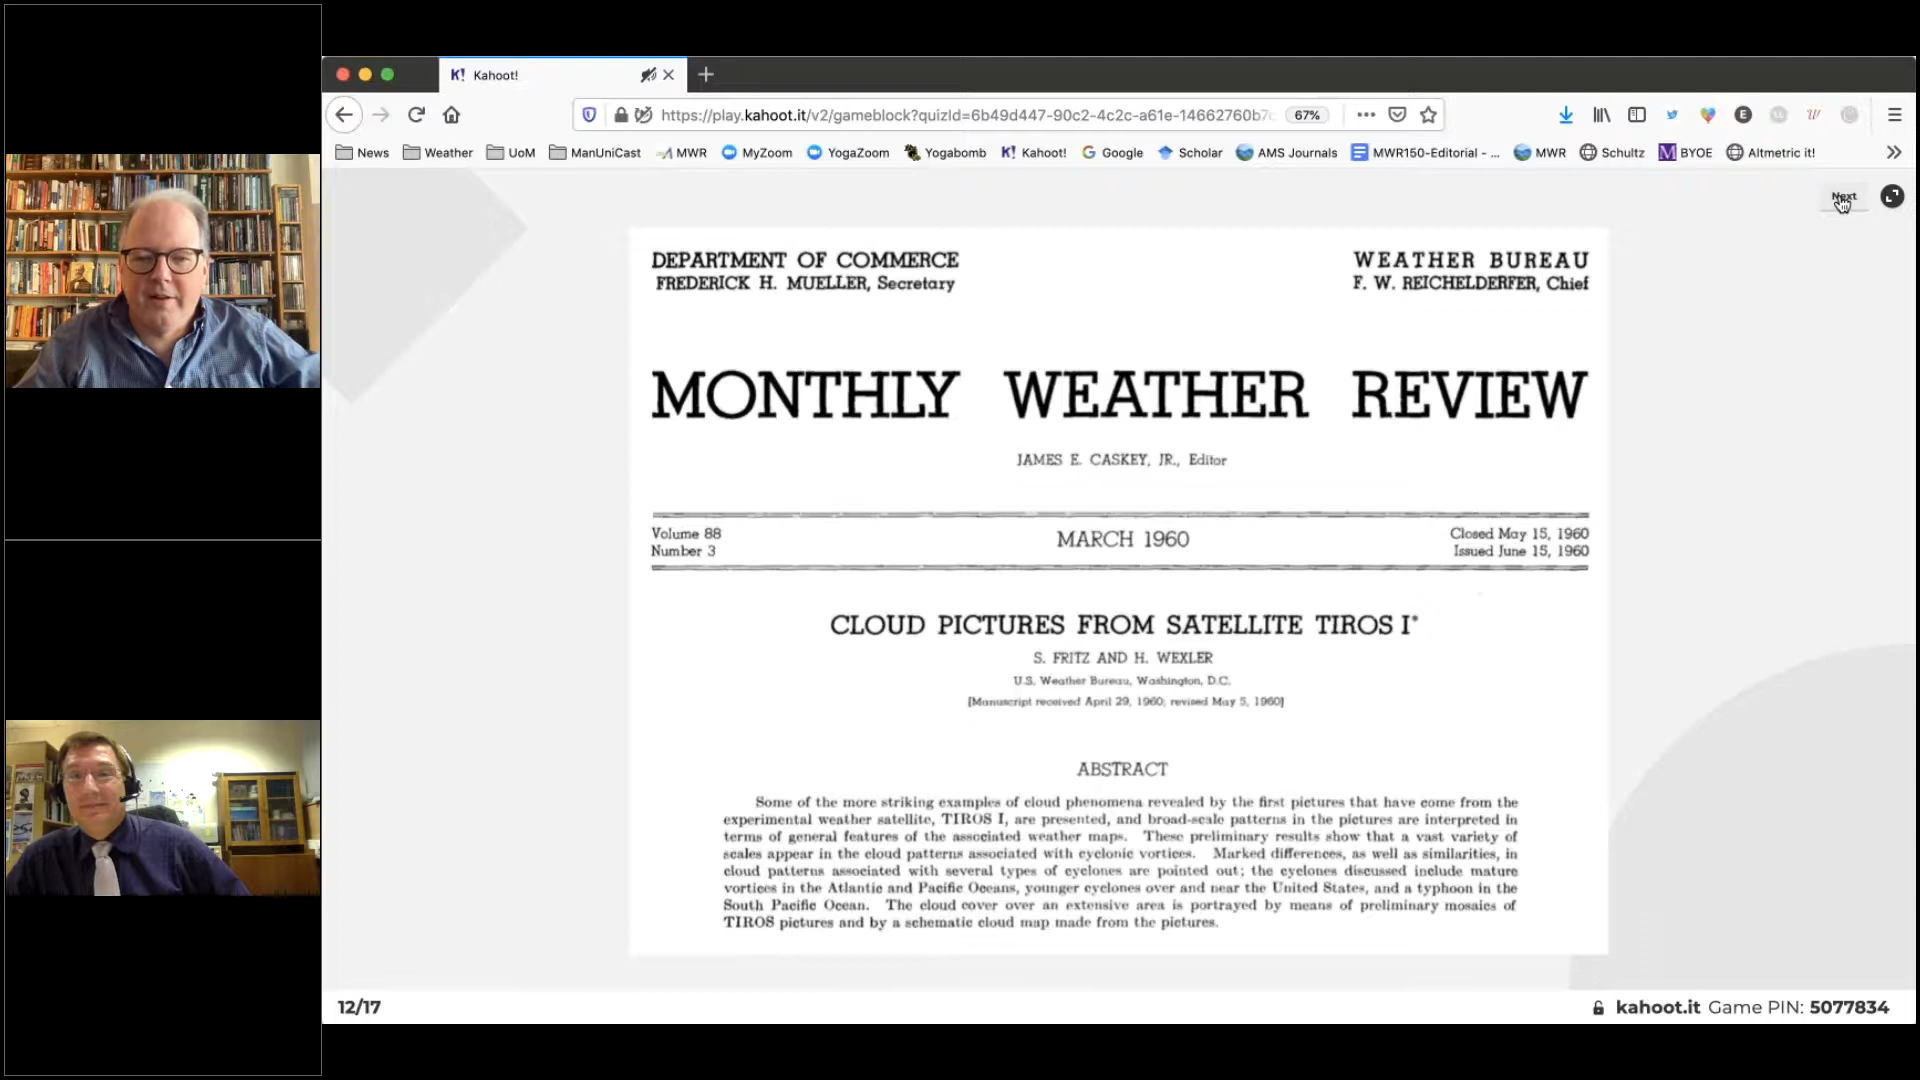 Kahoot!
https://play.kahoot.it/v2/gameblock?quizId=6b49d447-90c2-4c2c-a61e-14662760b7
67%
News Weather UoM ManUniCast MWR MyZoom YogaZoom Yogabomb Kahoot! Google Scholar AMS Journals MWR150-Editorial - ... MWR Schultz BYOE Altmetric it!
Next
DEPARTMENT OF COMMERCE
FREDERICK H. MUELLER, Secretary
WEATHER BUREAU
F. W. REICHELDERFER, Chief
MONTHLY WEATHER REVIEW
JAMES E. CASKEY, JR., Editor
Volume 88
Number 3
MARCH 1960
Closed May 15, 1960
Issued June 15, 1960
CLOUD PICTURES FROM SATELLITE TIROS I*
S. FRITZ AND H. WEXLER
U.S. Weather Bureau, Washington, D.C.
[Manuscript received April 29, 1960; revised May 5, 1960]
ABSTRACT
Some of the more striking examples of cloud phenomena revealed by the first pictures that have come from the
experimental weather satellite, TIROS I, are presented, and broad-scale patterns in the pictures are interpreted in
terms of general features of the associated weather maps. These preliminary results show that a vast variety of
scales appear in the cloud patterns associated with cyclonic vortices. Marked differences, as well as similarities, in
cloud patterns associated with several types of cyclones are pointed out; the cyclones discussed include mature
vortices in the Atlantic and Pacific Oceans, younger cyclones over and near the United States, and a typhoon in the
South Pacific Ocean. The cloud cover over an extensive area is portrayed by means of preliminary mosaics of
TIROS pictures and by a schematic cloud map made from the pictures.
12/17
kahoot.it Game PIN: 5077834